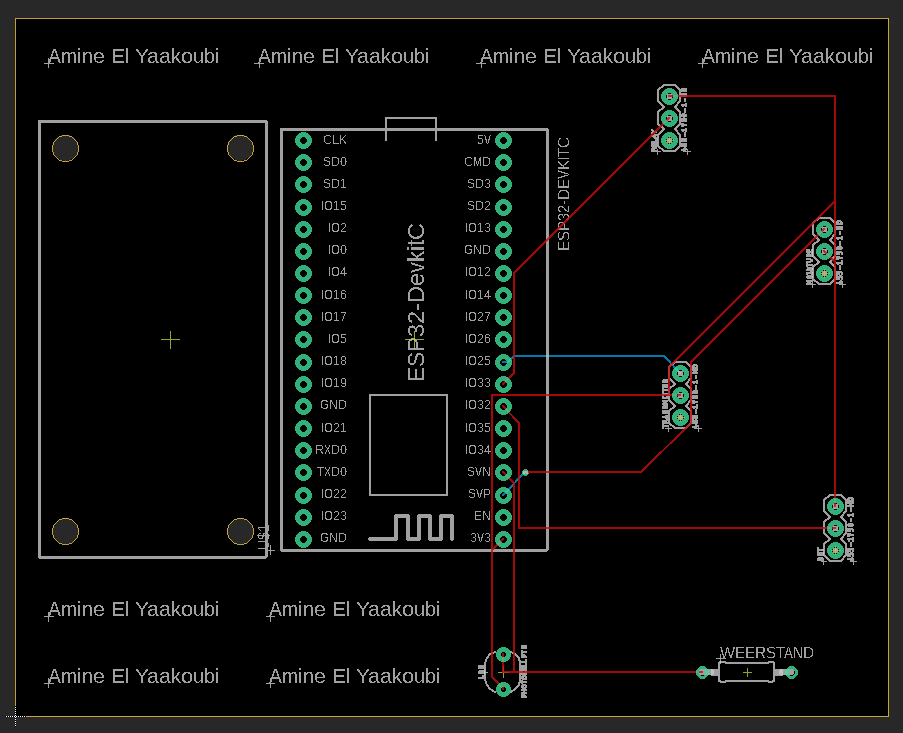 Amine El Yaakoubi Amine El Yaakoubi Amine El Yaakoubi Amine El Yaakoubi
CLK 5V
SD0 CMD
SD1 SD3
IO15 SD2
IO2 IO13
IO0 GND
IO4 IO12
IO16 IO14
IO17 IO27
IO5 IO26
IO18 IO25
IO19 IO33
GND IO32
IO21 IO35
RXD0 IO34
TXD0 SVN
IO22 SVP
IO23 EN
GND 3V3
ESP32-DevkitC
ESP32-DEVKITC
U$1
Amine El Yaakoubi Amine El Yaakoubi
Amine El Yaakoubi Amine El Yaakoubi
WEERSTAND